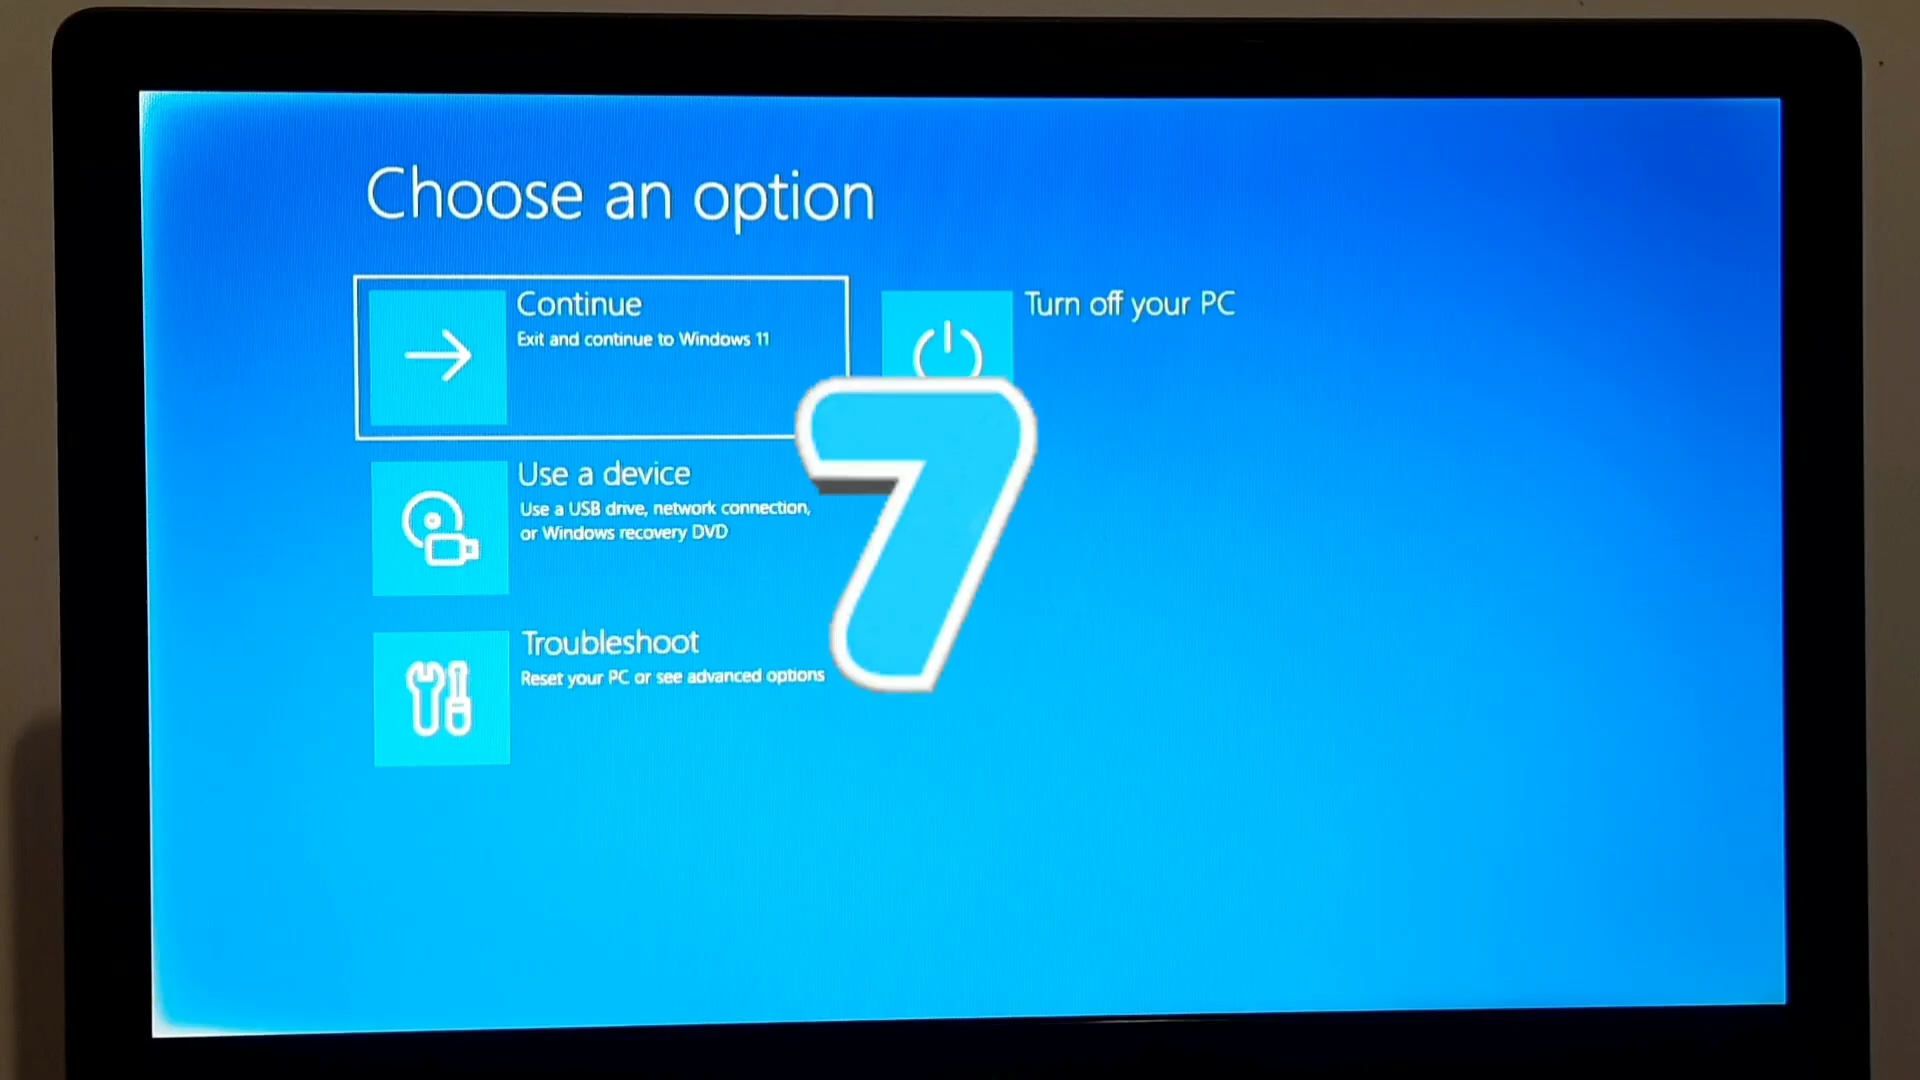 Choose an option
Continue
Exit and continue to Windows 11
Turn off your PC
7
Use a device
Use a USB drive, network connection,
or Windows recovery DVD
Troubleshoot
Reset your PC or see advanced options